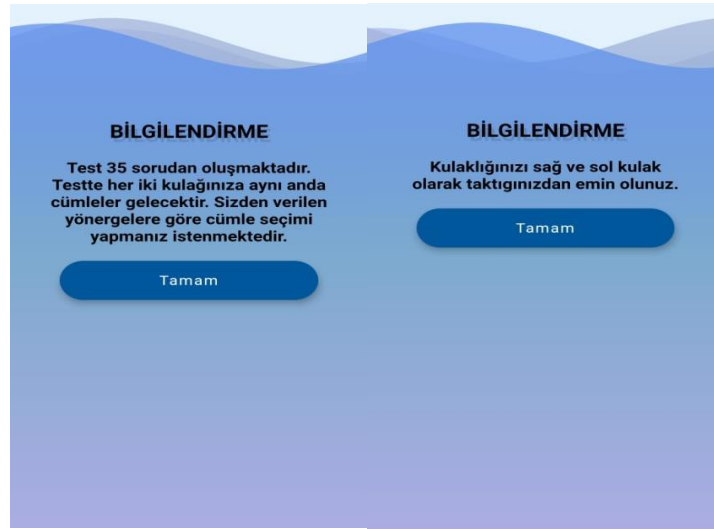 BİLGİLENDİRME
Test 35 sorudan oluşmaktadır.
Testte her iki kulağınıza aynı anda
cümleler gelecektir. Sizden verilen
yönergelere göre cümle seçimi
yapmanız istenmektedir.
Tamam
BİLGİLENDİRME
Kulaklığınızı sağ ve sol kulak
olarak taktıgınızdan emin olunuz.
Tamam